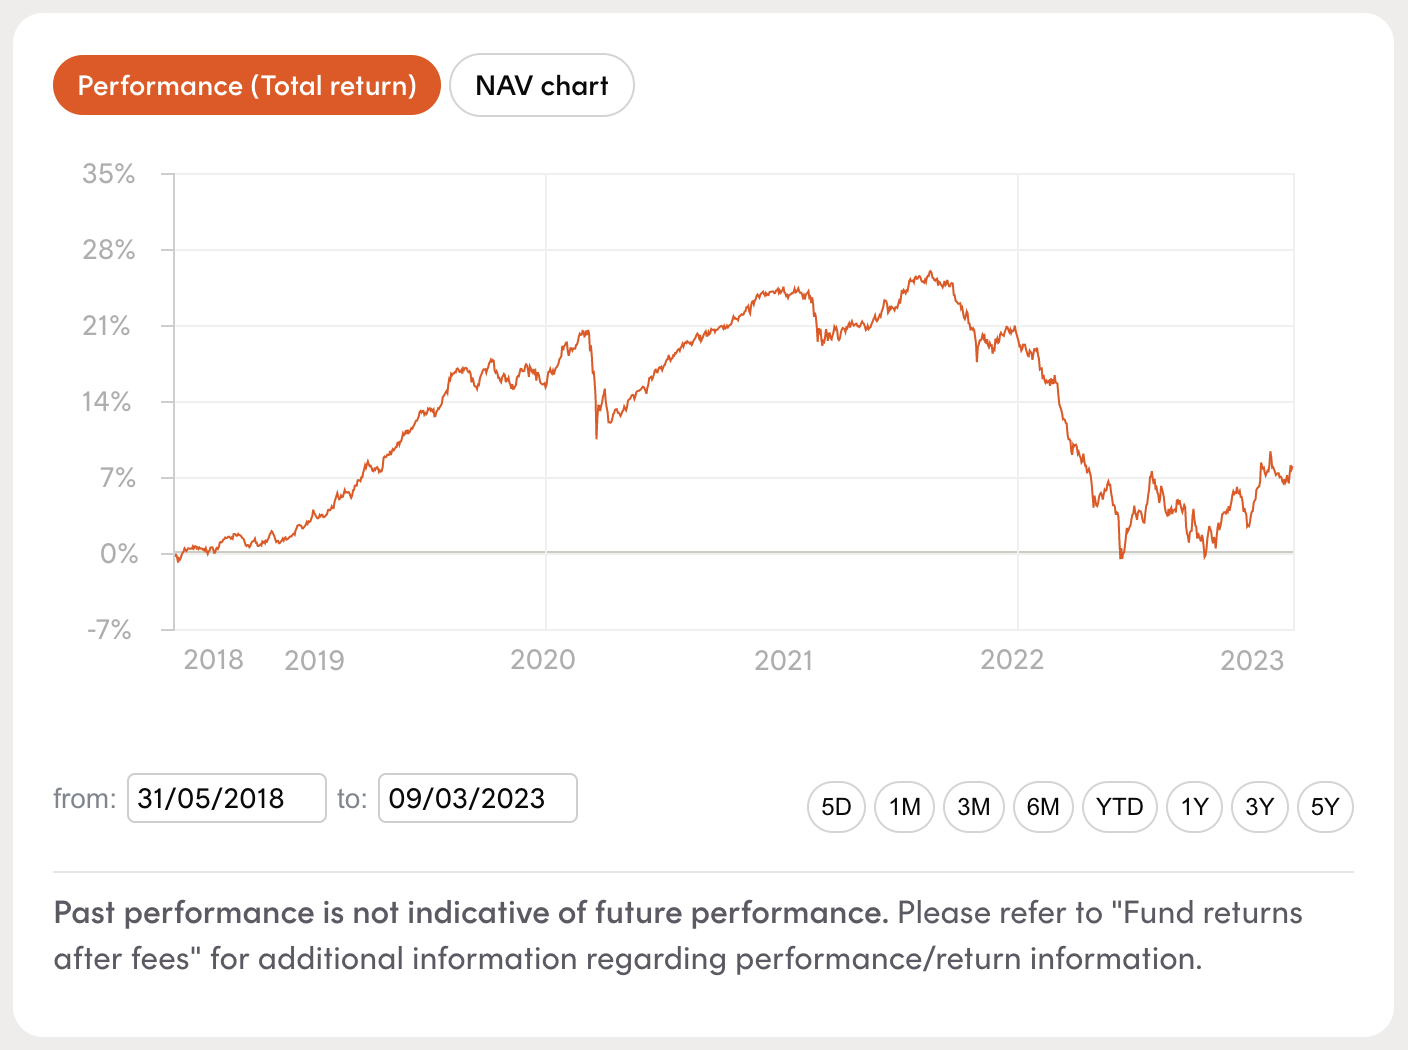 Performance (Total return) NAV chart
35%
28%
21%
14%
7%
0%
-7%
2018 2019 2020 2021 2022 2023
from: 31/05/2018 to: 09/03/2023 5D 1M 3M 6M YTD 1Y 3Y 5Y
Past performance is not indicative of future performance. Please refer to "Fund returns
after fees" for additional information regarding performance/return information.